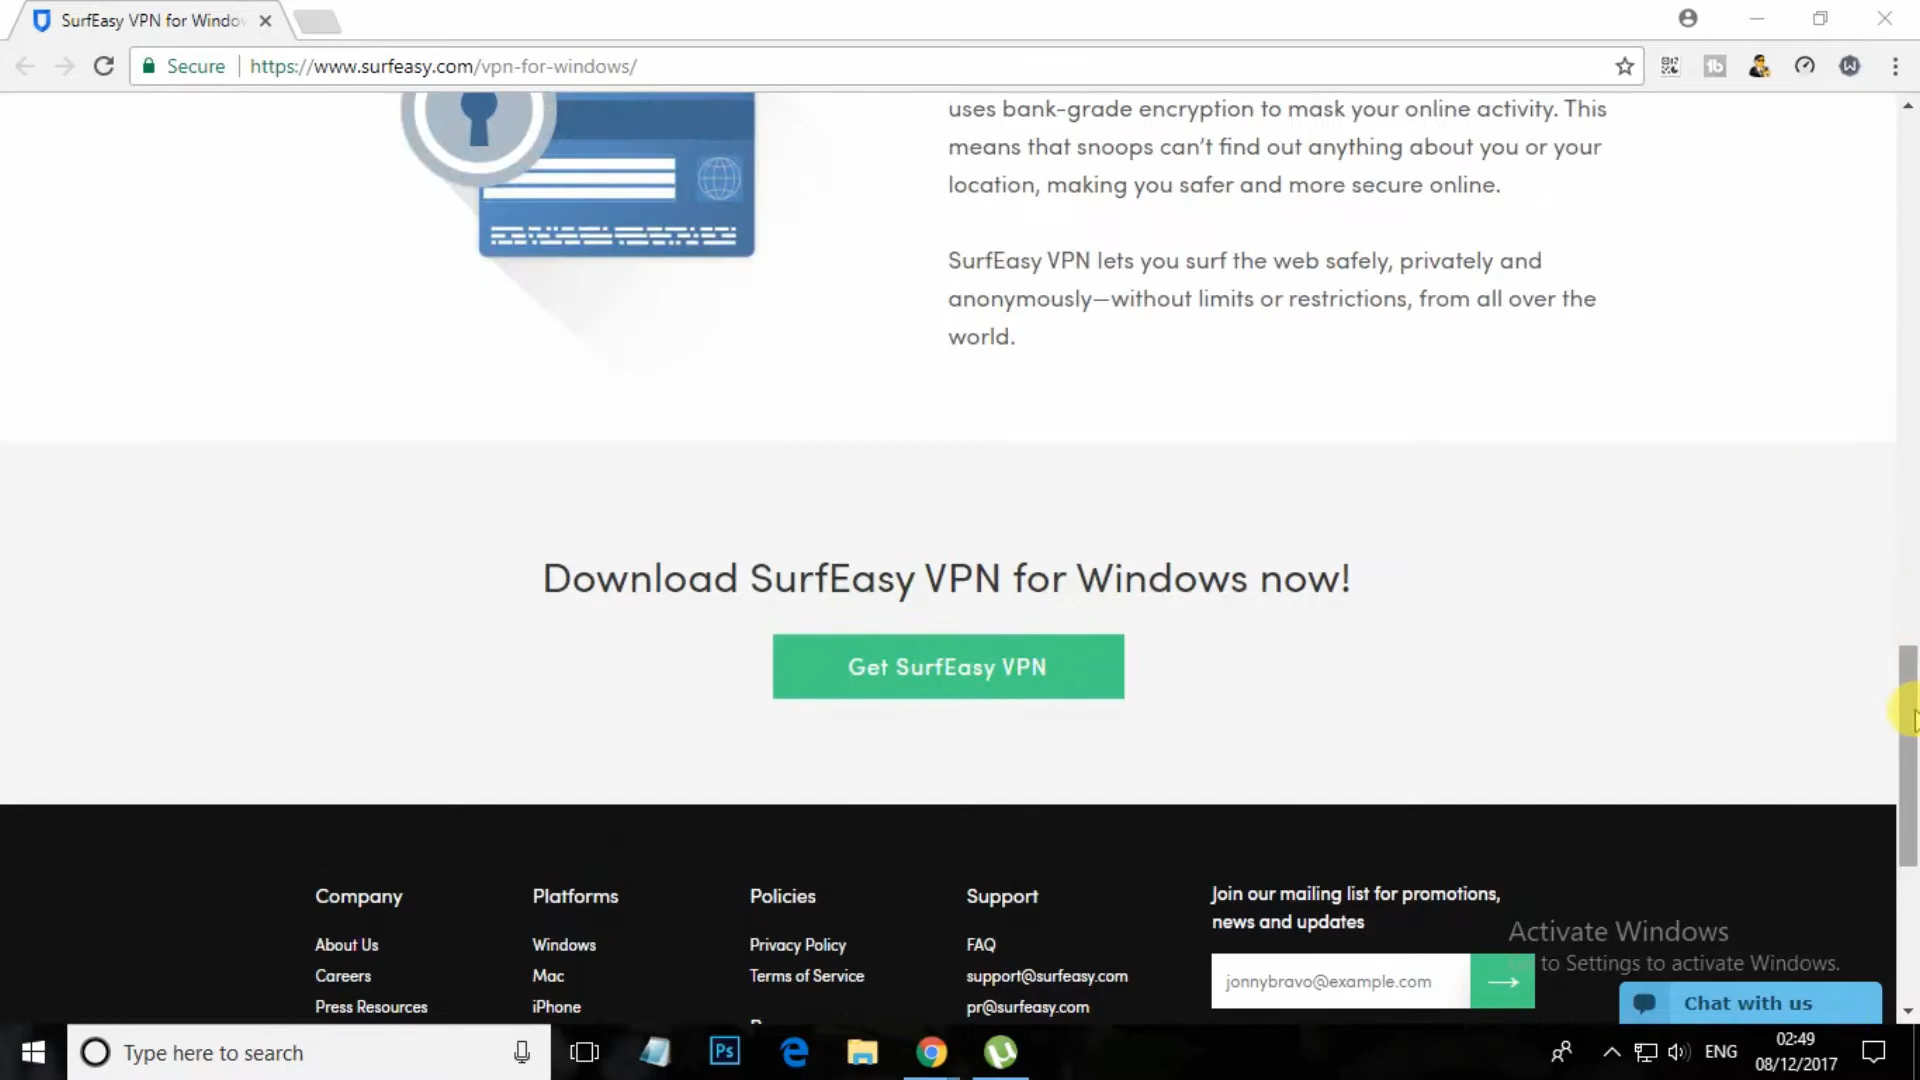 SurfEasy VPN for Windo
Secure
https://www.surfeasy.com/vpn-for-windows/
uses bank-grade encryption to mask your online activity. This
means that snoops can’t find out anything about you or your
location, making you safer and more secure online.
SurfEasy VPN lets you surf the web safely, privately and
anonymously—without limits or restrictions, from all over the
world.
Download SurfEasy VPN for Windows now!
Get SurfEasy VPN
Company
About Us
Careers
Press Resources
Platforms
Windows
Mac
iPhone
Policies
Privacy Policy
Terms of Service
Support
FAQ
support@surfeasy.com
pr@surfeasy.com
Join our mailing list for promotions,
news and updates
jonnybravo@example.com
Activate Windows
to Settings to activate Windows.
Chat with us
Type here to search
Ps
ENG
02:49
08/12/2017